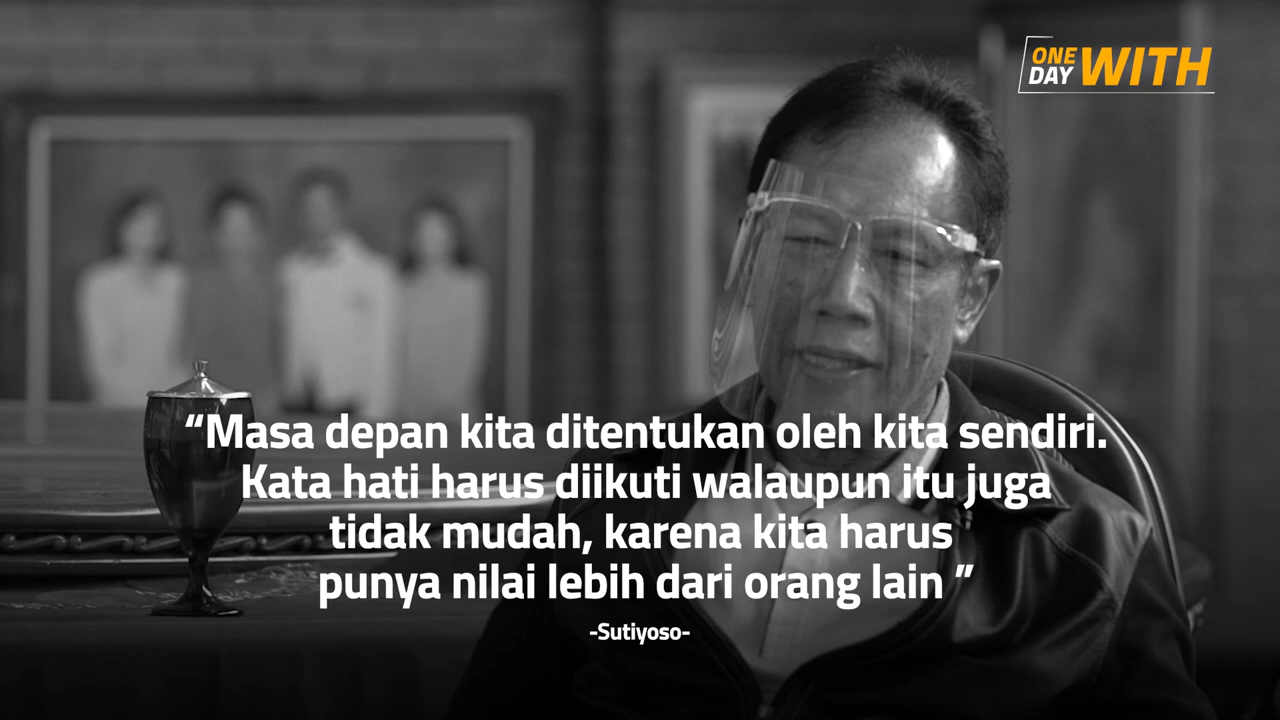 ONE
DAY WITH
“Masa depan kita ditentukan oleh kita sendiri.
Kata hati harus diikuti walaupun itu juga
tidak mudah, karena kita harus
punya nilai lebih dari orang lain ”
-Sutiyoso-